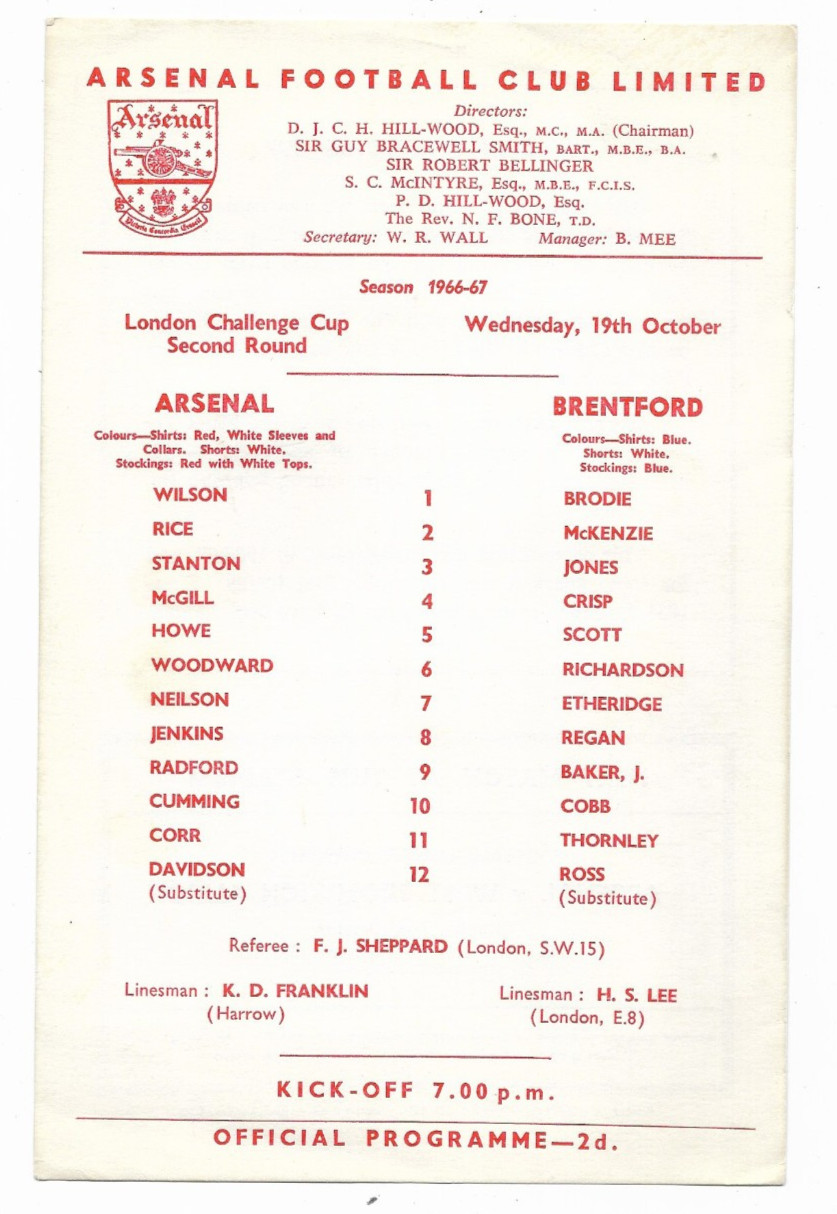 ARSENAL FOOTBALL CLUB LIMITED
Arsenal
Victoria Concordia Crescit
Directors:
D. J. C. H. HILL-WOOD, Esq., M.C., M.A. (Chairman)
SIR GUY BRACEWELL SMITH, BART., M.B.E., B.A.
SIR ROBERT BELLINGER
S. C. McINTYRE, Esq., M.B.E., F.C.I.S.
P. D. HILL-WOOD, Esq.
The Rev. N. F. BONE, T.D.
Secretary: W. R. WALL Manager: B. MEE
Season 1966-67
London Challenge Cup
Second Round
Wednesday, 19th October
ARSENAL
Colours—Shirts: Red, White Sleeves and
Collars. Shorts: White.
Stockings: Red with White Tops.
BRENTFORD
Colours—Shirts: Blue.
Shorts: White.
Stockings: Blue.
WILSON 1 BRODIE
RICE 2 McKENZIE
STANTON 3 JONES
McGILL 4 CRISP
HOWE 5 SCOTT
WOODWARD 6 RICHARDSON
NEILSON 7 ETHERIDGE
JENKINS 8 REGAN
RADFORD 9 BAKER, J.
CUMMING 10 COBB
CORR 11 THORNLEY
DAVIDSON 12 ROSS
(Substitute) (Substitute)
Referee : F. J. SHEPPARD (London, S.W.15)
Linesman : K. D. FRANKLIN
(Harrow)
Linesman : H. S. LEE
(London, E.8)
KICK-OFF 7.00 p.m.
OFFICIAL PROGRAMME—2d.